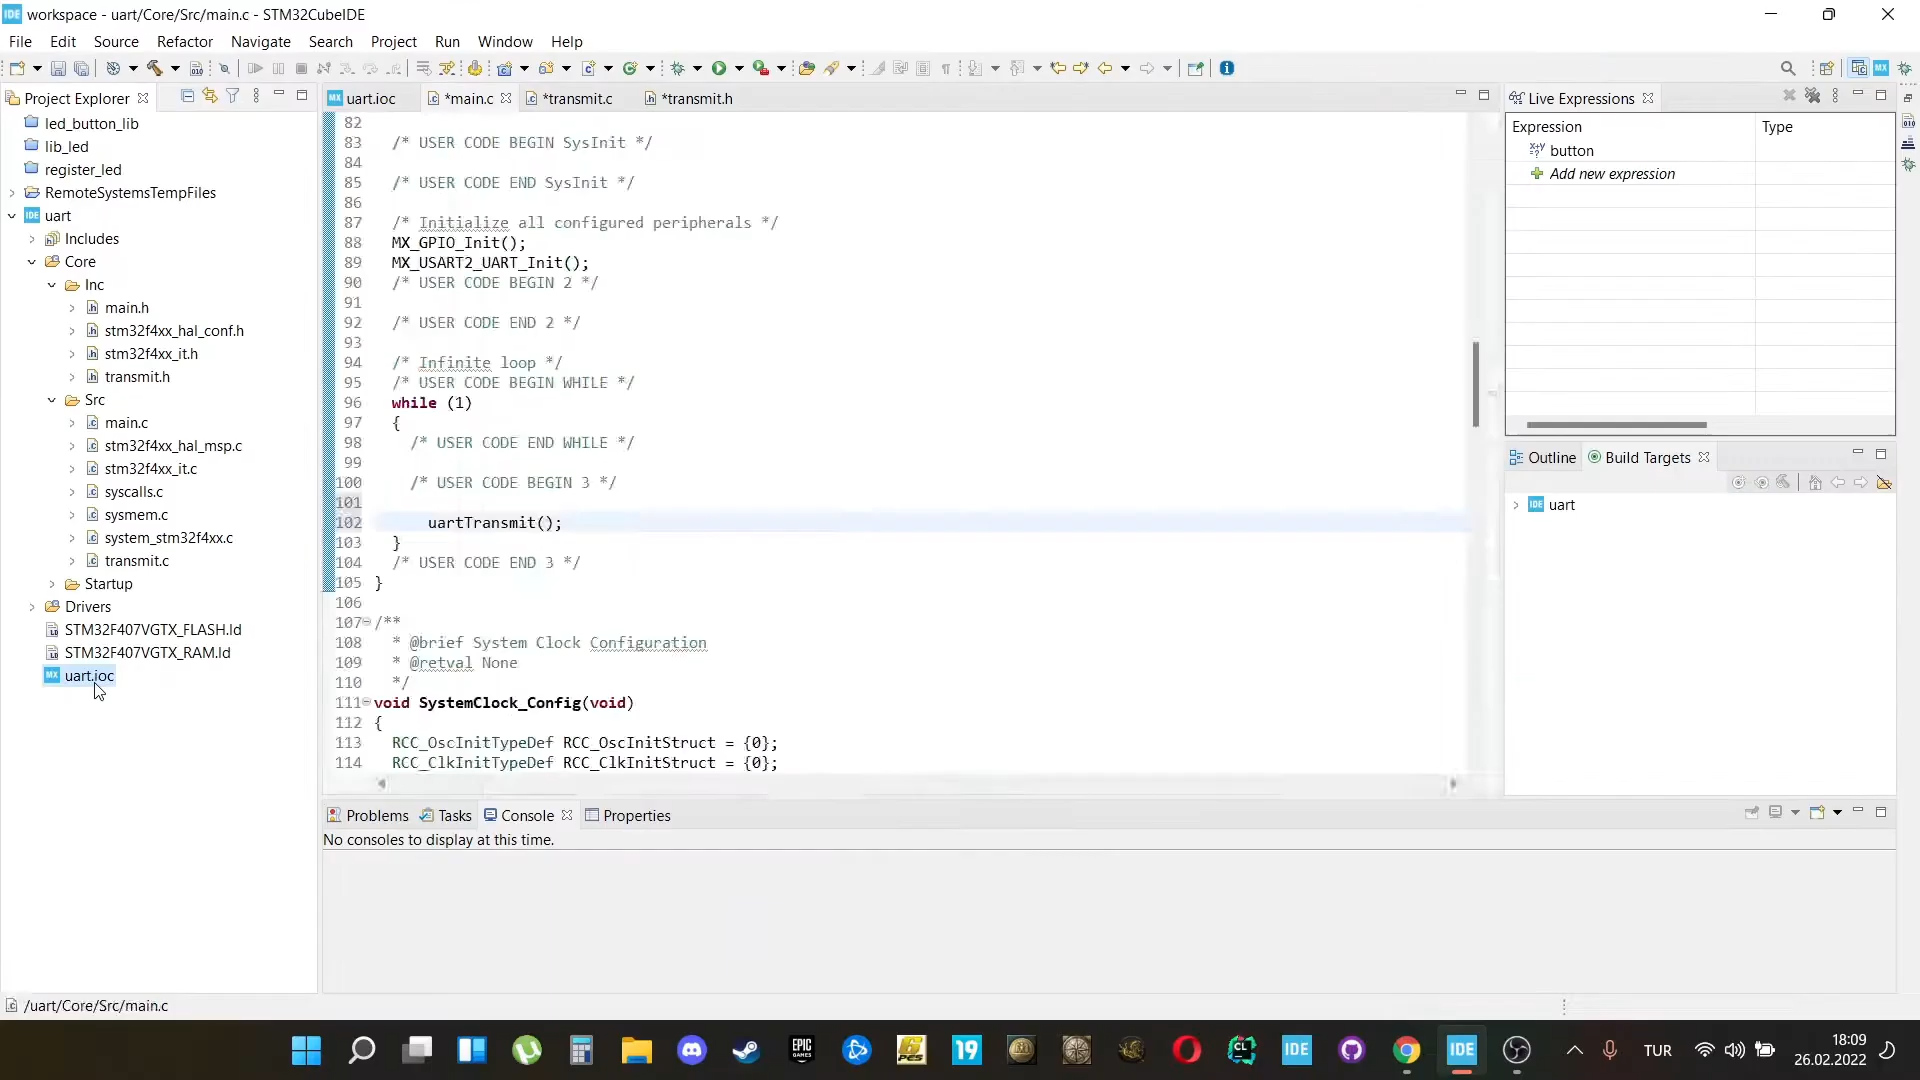 workspace - uart/Core/Src/main.c - STM32CubeIDE
File Edit Source Refactor Navigate Search Project Run Window Help
Project Explorer
led_button_lib
lib_led
register_led
RemoteSystemsTempFiles
uart
Includes
Core
Inc
main.h
stm32f4xx_hal_conf.h
stm32f4xx_it.h
transmit.h
Src
main.c
stm32f4xx_hal_msp.c
stm32f4xx_it.c
syscalls.c
sysmem.c
system_stm32f4xx.c
transmit.c
Startup
Drivers
STM32F407VGTX_FLASH.ld
STM32F407VGTX_RAM.ld
uart.ioc
uart.ioc *main.c *transmit.c *transmit.h
82
83 /* USER CODE BEGIN SysInit */
84
85 /* USER CODE END SysInit */
86
87 /* Initialize all configured peripherals */
88 MX_GPIO_Init();
89 MX_USART2_UART_Init();
90 /* USER CODE BEGIN 2 */
91
92 /* USER CODE END 2 */
93
94 /* Infinite loop */
95 /* USER CODE BEGIN WHILE */
96 while (1)
97 {
98 /* USER CODE END WHILE */
99
100 /* USER CODE BEGIN 3 */
101
102 uartTransmit();
103 }
104 /* USER CODE END 3 */
105 }
106
107 /**
108 * @brief System Clock Configuration
109 * @retval None
110 */
111 void SystemClock_Config(void)
112 {
113 RCC_OscInitTypeDef RCC_OscInitStruct = {0};
114 RCC_ClkInitTypeDef RCC_ClkInitStruct = {0};
Live Expressions
Expression Type
button
Add new expression
Outline Build Targets
uart
Problems Tasks Console Properties
No consoles to display at this time.
/uart/Core/Src/main.c
TUR
18:09
26.02.2022